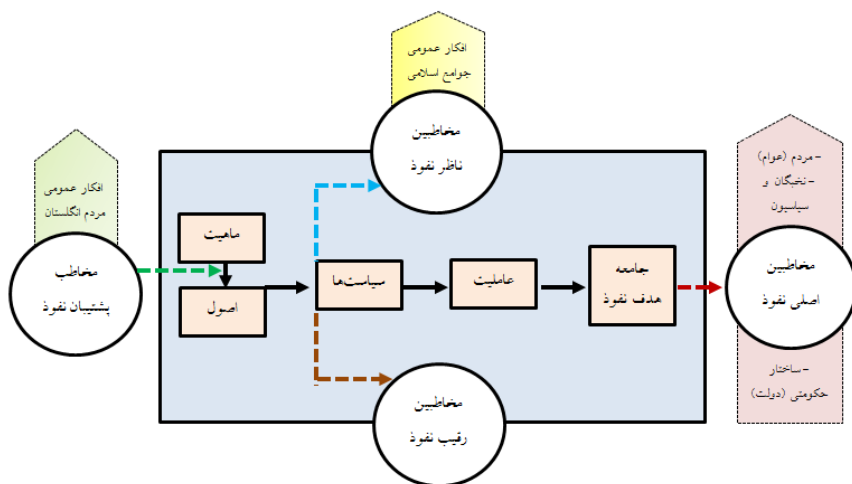 افکار عمومی
جوامع اسلامی
مخاطبین
ناظر نفوذ
-مردم (عوام)
-نخبگان و
سیاسیون
مخاطبین
اصلی نفوذ
-ساختار
حکومتی (دولت)
جامعه
هدف نفوذ
عاملیت
سیاست‌ها
ماهیت
اصول
افکار عمومی
مردم انگلستان
مخاطب
پشتیبان نفوذ
مخاطبین
رقیب نفوذ